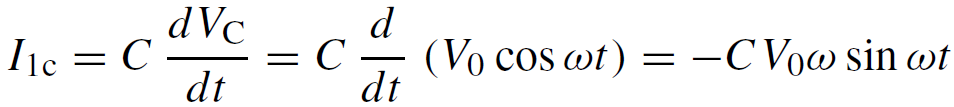 I_{1c} = C \frac{dV_C}{dt} = C \frac{d}{dt} (V_0 \cos \omega t) = -C V_0 \omega \sin \omega t